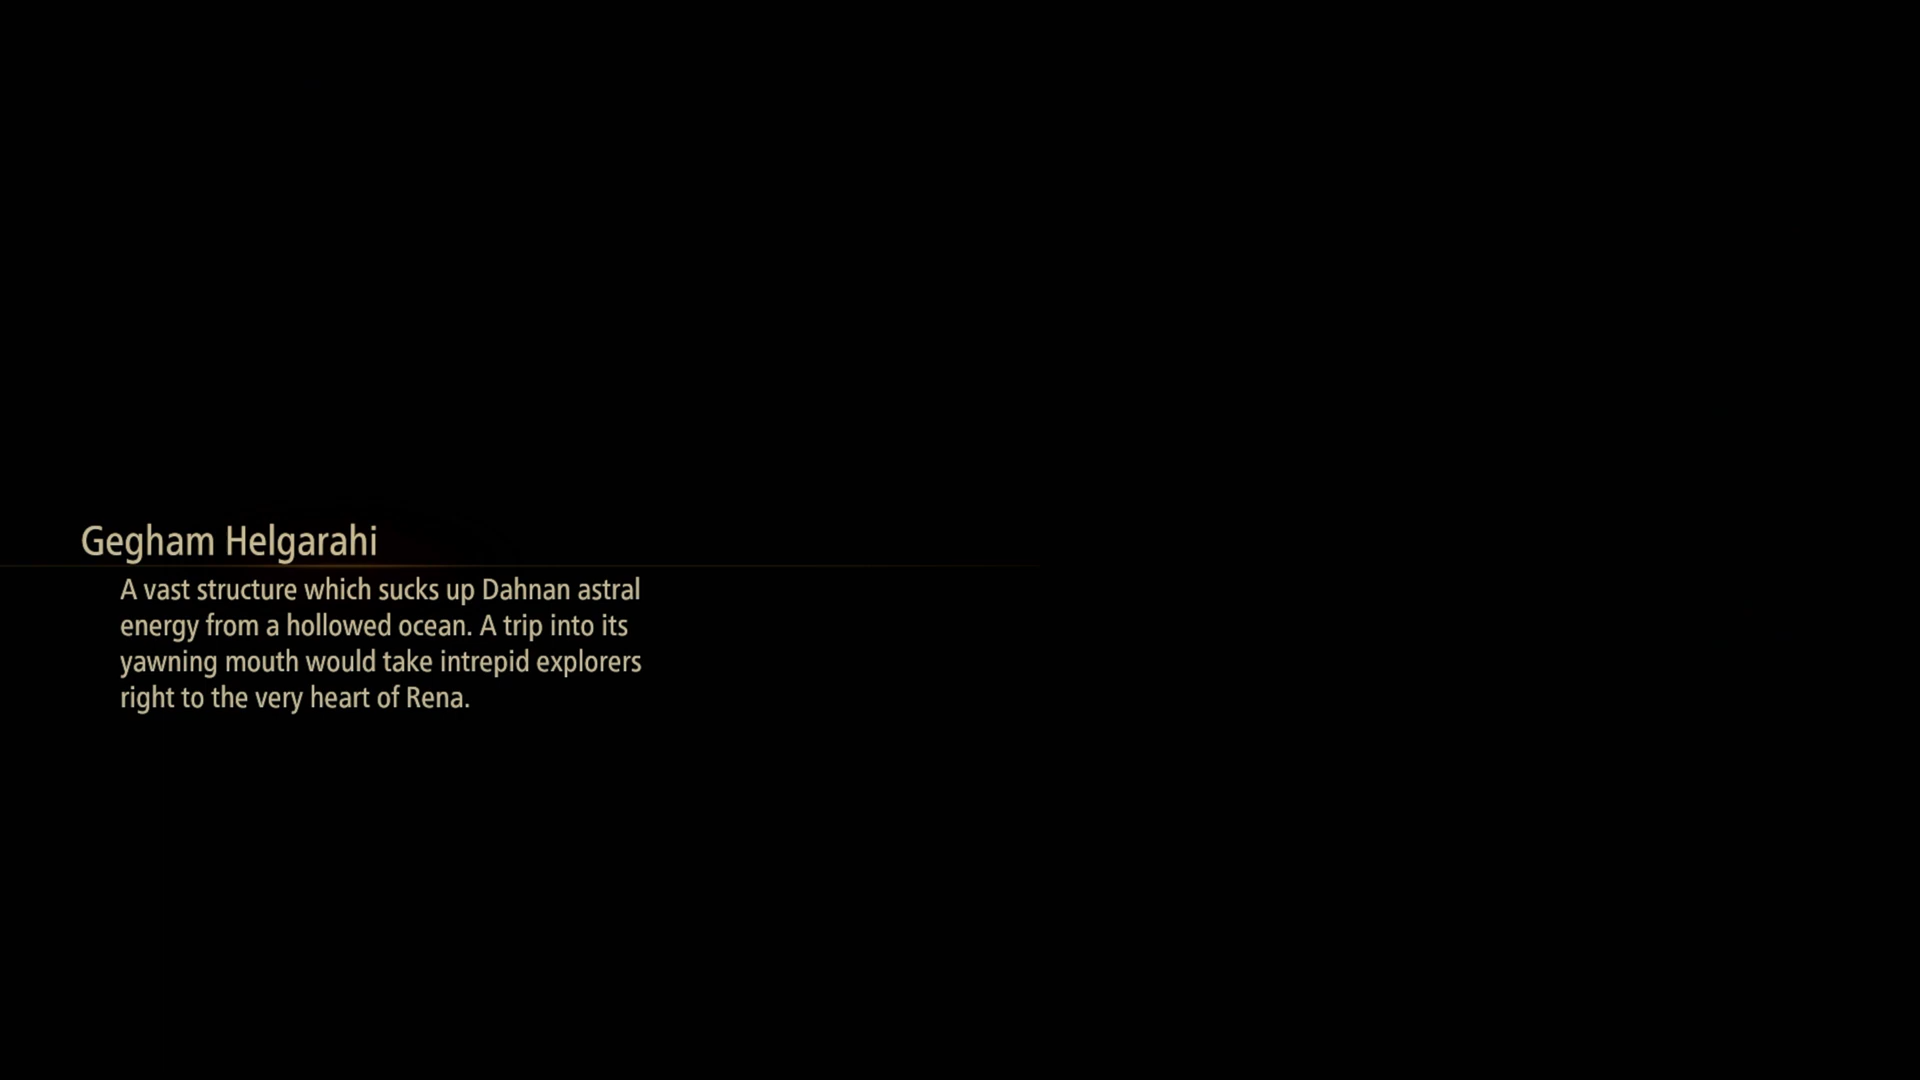 Gegham Helgarahi
A vast structure which sucks up Dahnan astral
energy from a hollowed ocean. A trip into its
yawning mouth would take intrepid explorers
right to the very heart of Rena.